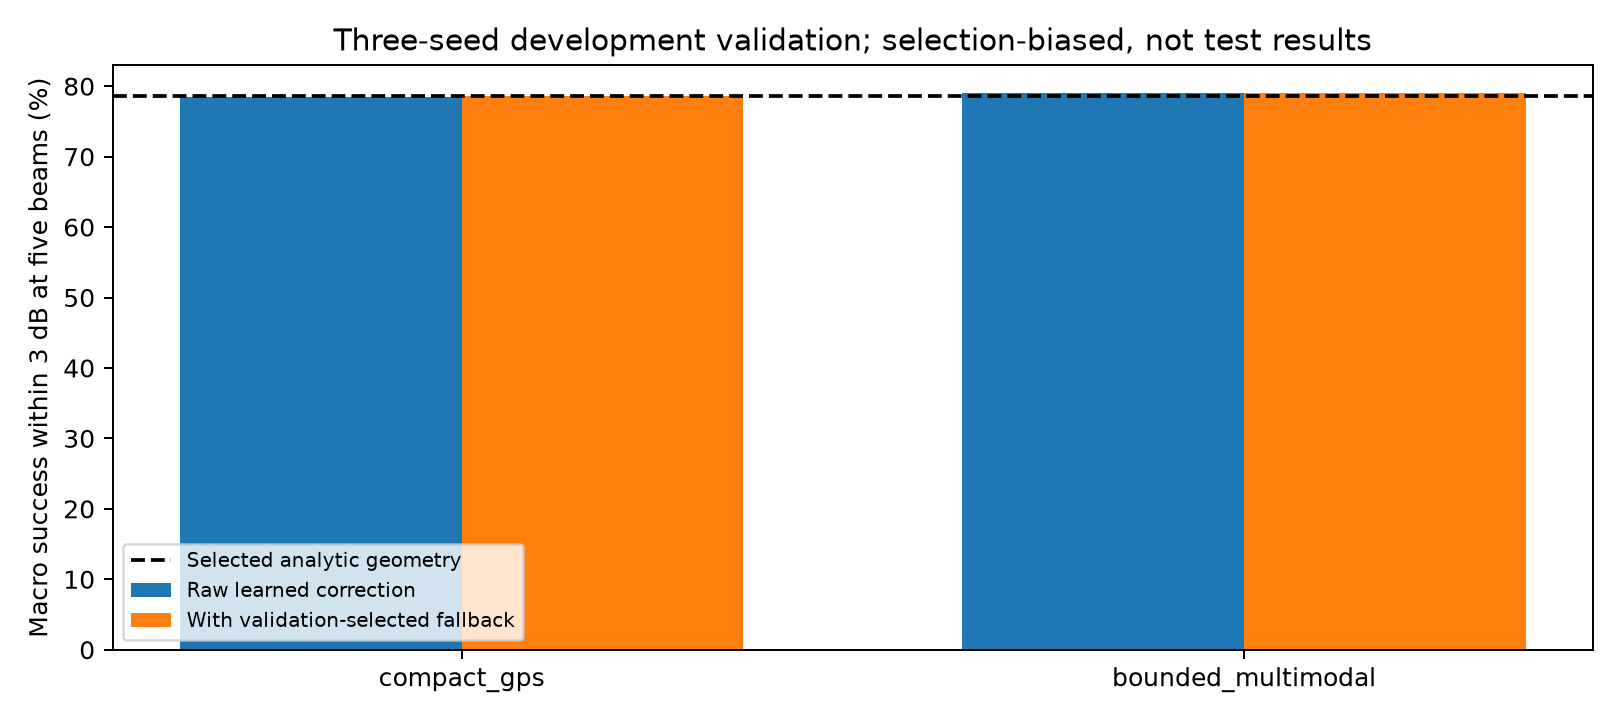 Three-seed development validation; selection-biased, not test results
Macro success within 3 dB at five beams (%)
80
70
60
50
40
30
20
10
0
Selected analytic geometry
Raw learned correction
With validation-selected fallback
compact_gps
bounded_multimodal